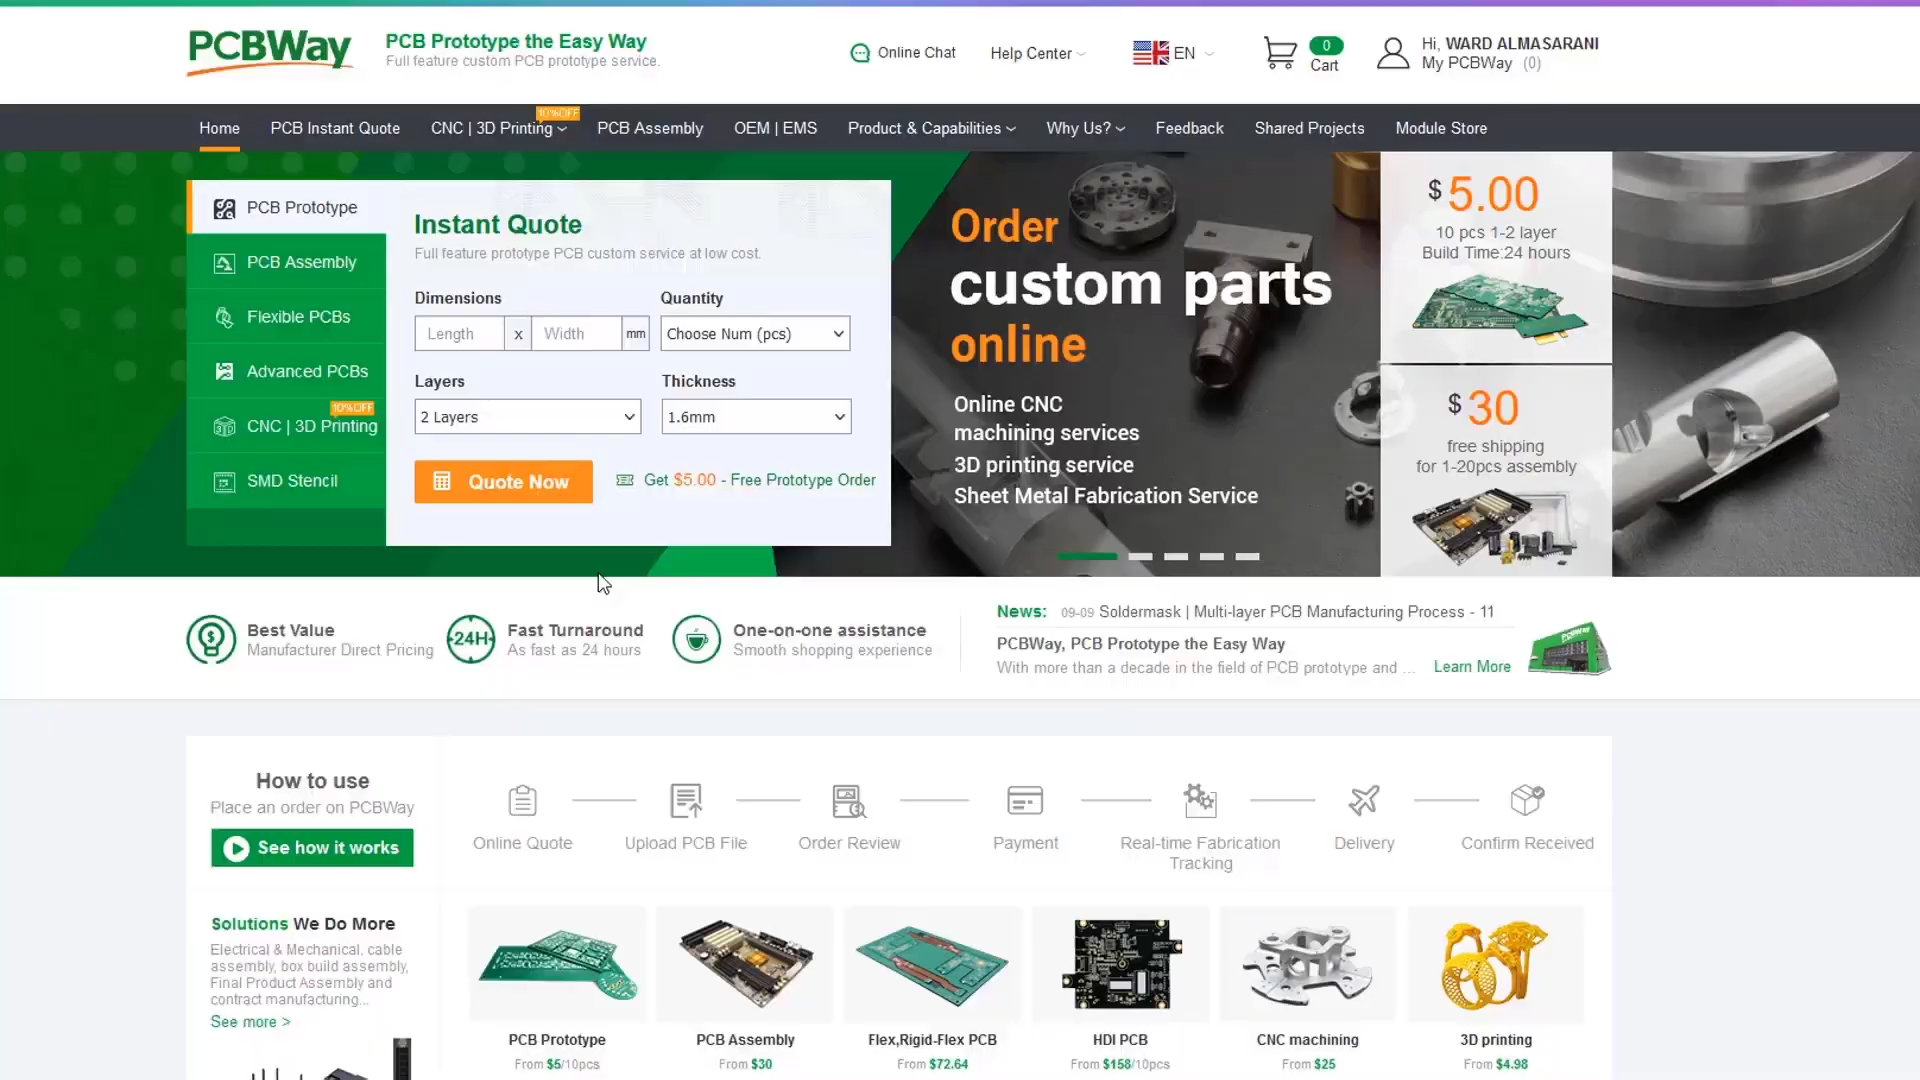 PCBWay
PCB Prototype the Easy Way
Full feature custom PCB prototype service.
Online Chat
Help Center
EN
0
Cart
Hi, WARD ALMASARANI
My PCBWay (0)
10%OFF
Home
PCB Instant Quote
CNC | 3D Printing
PCB Assembly
OEM | EMS
Product & Capabilities
Why Us?
Feedback
Shared Projects
Module Store
PCB Prototype
PCB Assembly
Flexible PCBs
Advanced PCBs
10%OFF
CNC | 3D Printing
SMD Stencil
Instant Quote
Full feature prototype PCB custom service at low cost.
Dimensions
Quantity
Length x Width mm
Choose Num (pcs)
Layers
Thickness
2 Layers
1.6mm
Quote Now
Get $5.00 - Free Prototype Order
Order
custom parts
online
Online CNC
machining services
3D printing service
Sheet Metal Fabrication Service
$5.00
10 pcs 1-2 layer
Build Time:24 hours
$30
free shipping
for 1-20pcs assembly
Best Value
Manufacturer Direct Pricing
24H
Fast Turnaround
As fast as 24 hours
One-on-one assistance
Smooth shopping experience
News: 09-09 Soldermask | Multi-layer PCB Manufacturing Process - 11
PCBWay, PCB Prototype the Easy Way
With more than a decade in the field of PCB prototype and ... Learn More
PCBWay
How to use
Place an order on PCBWay
See how it works
Online Quote
Upload PCB File
Order Review
Payment
Real-time Fabrication
Tracking
Delivery
Confirm Received
Solutions We Do More
Electrical & Mechanical, cable
assembly, box build assembly,
Final Product Assembly and
contract manufacturing...
See more >
PCB Prototype
From $5/10pcs
PCB Assembly
From $30
Flex,Rigid-Flex PCB
From $72.64
HDI PCB
From $158/10pcs
CNC machining
From $25
3D printing
From $4.98